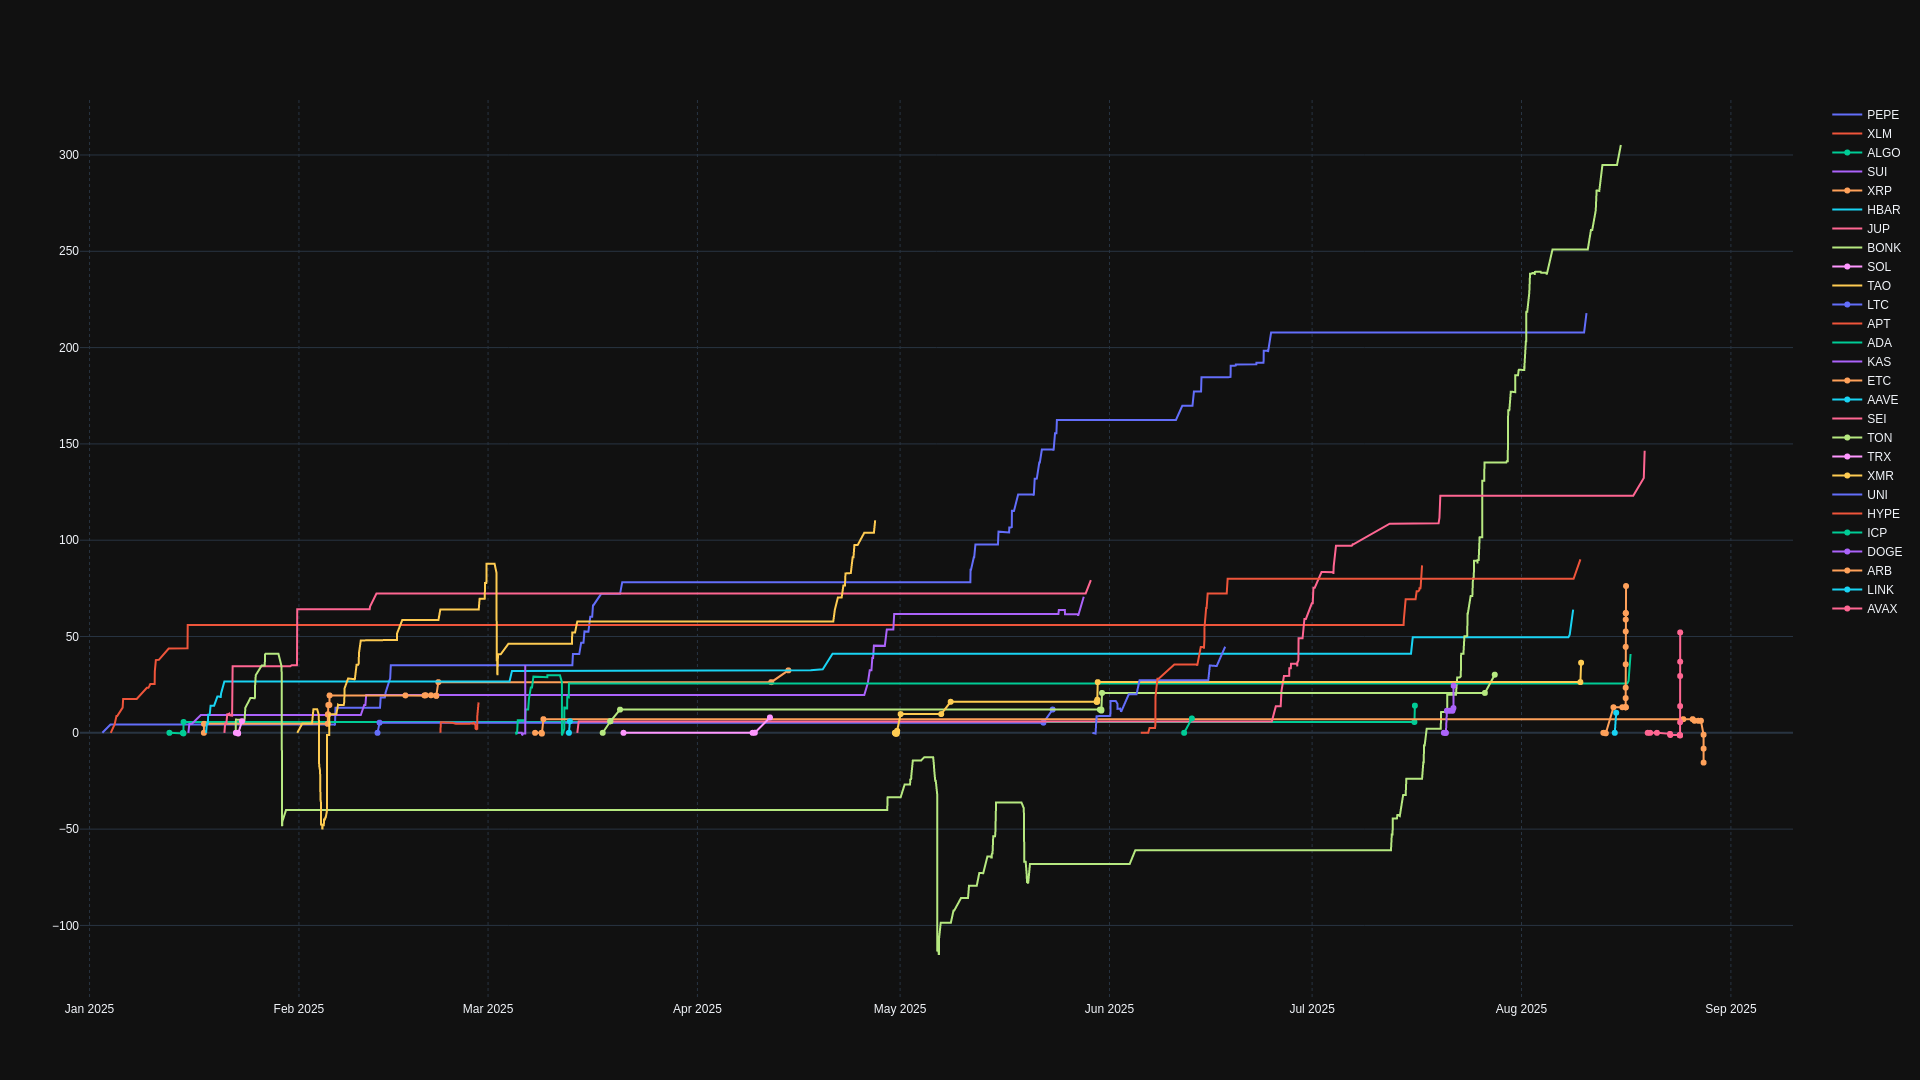 300
250
200
150
100
50
0
−50
−100
Jan 2025
Feb 2025
Mar 2025
Apr 2025
May 2025
Jun 2025
Jul 2025
Aug 2025
Sep 2025
PEPE
XLM
ALGO
SUI
XRP
HBAR
JUP
BONK
SOL
TAO
LTC
APT
ADA
KAS
ETC
AAVE
SEI
TON
TRX
XMR
UNI
HYPE
ICP
DOGE
ARB
LINK
AVAX